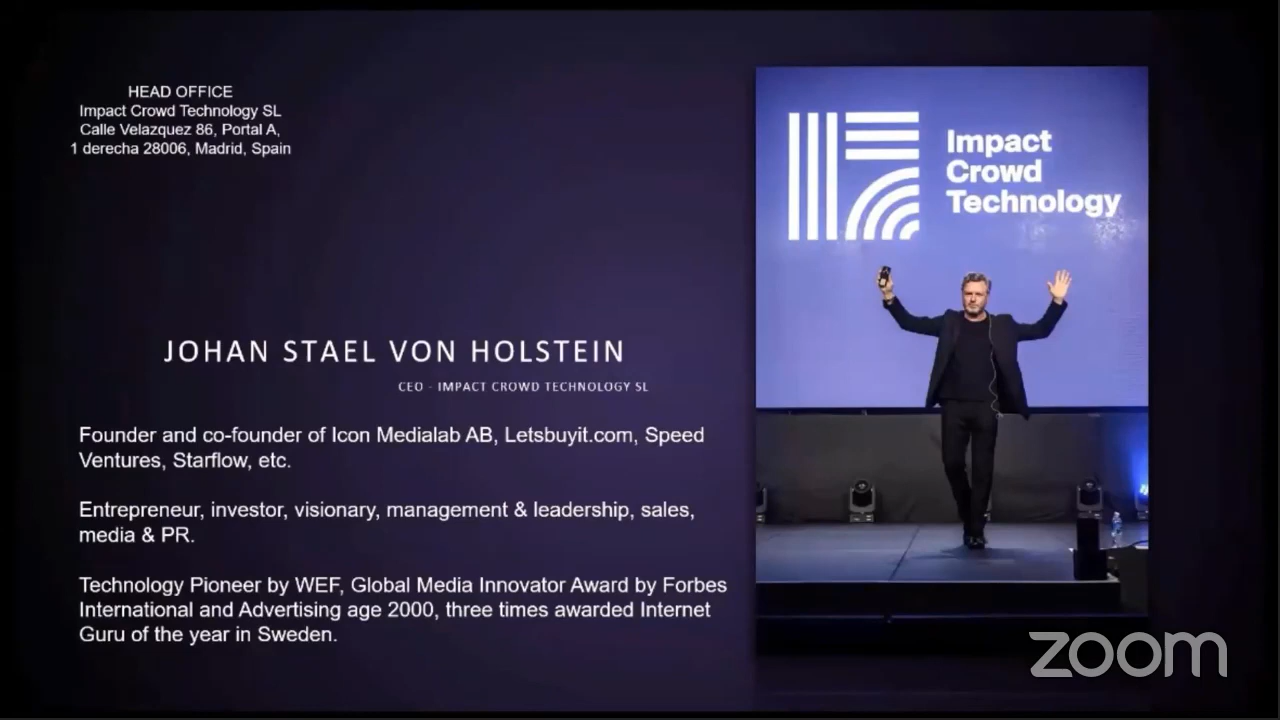 HEAD OFFICE
Impact Crowd Technology SL
Calle Velazquez 86, Portal A,
1 derecha 28006, Madrid, Spain
Impact
Crowd
Technology
JOHAN STAEL VON HOLSTEIN
CEO - IMPACT CROWD TECHNOLOGY SL
Founder and co-founder of Icon Medialab AB, Letsbuyit.com, Speed
Ventures, Starflow, etc.
Entrepreneur, investor, visionary, management & leadership, sales,
media & PR.
Technology Pioneer by WEF, Global Media Innovator Award by Forbes
International and Advertising age 2000, three times awarded Internet
Guru of the year in Sweden.
zoom